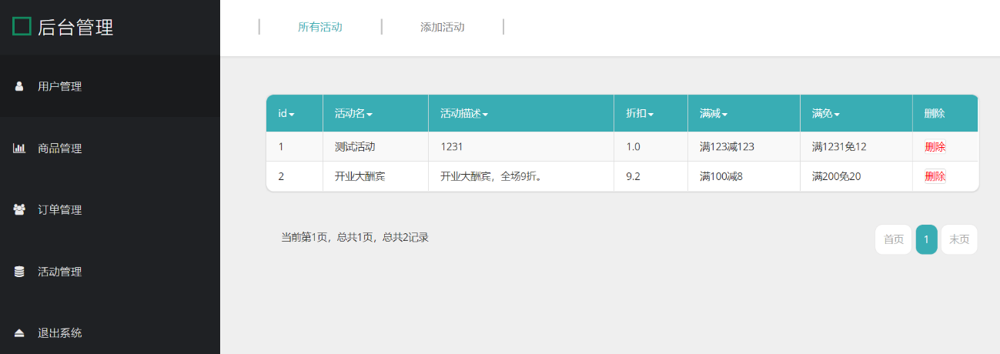 后台管理
用户管理
商品管理
订单管理
活动管理
退出系统
所有活动 添加活动
id 活动名 活动描述 折扣 满减 满免 删除
1 测试活动 1231 1.0 满123减123 满1231免12 删除
2 开业大酬宾 开业大酬宾，全场9折。 9.2 满100减8 满200免20 删除
当前第1页，总共1页，总共2记录 首页 1 末页